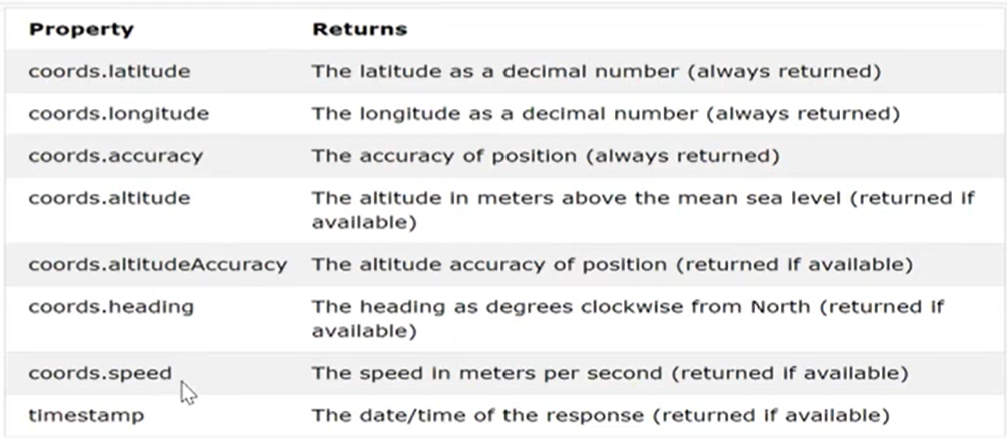 Property Returns
coords.latitude The latitude as a decimal number (always returned)
coords.longitude The longitude as a decimal number (always returned)
coords.accuracy The accuracy of position (always returned)
coords.altitude The altitude in meters above the mean sea level (returned if
available)
coords.altitudeAccuracy The altitude accuracy of position (returned if available)
coords.heading The heading as degrees clockwise from North (returned if
available)
coords.speed The speed in meters per second (returned if available)
timestamp The date/time of the response (returned if available)